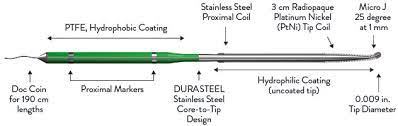 PTFE, Hydrophobic Coating
Stainless Steel
Proximal Coil
3 cm Radiopaque
Platinum Nickel
(PtNi) Tip Coil
Micro J
25 degree
at 1 mm
Doc Coin
for 190 cm
lengths
Proximal Markers
DURASTEEL
Stainless Steel
Core-to-Tip
Design
Hydrophilic Coating
(uncoated tip)
0.009 in.
Tip Diameter